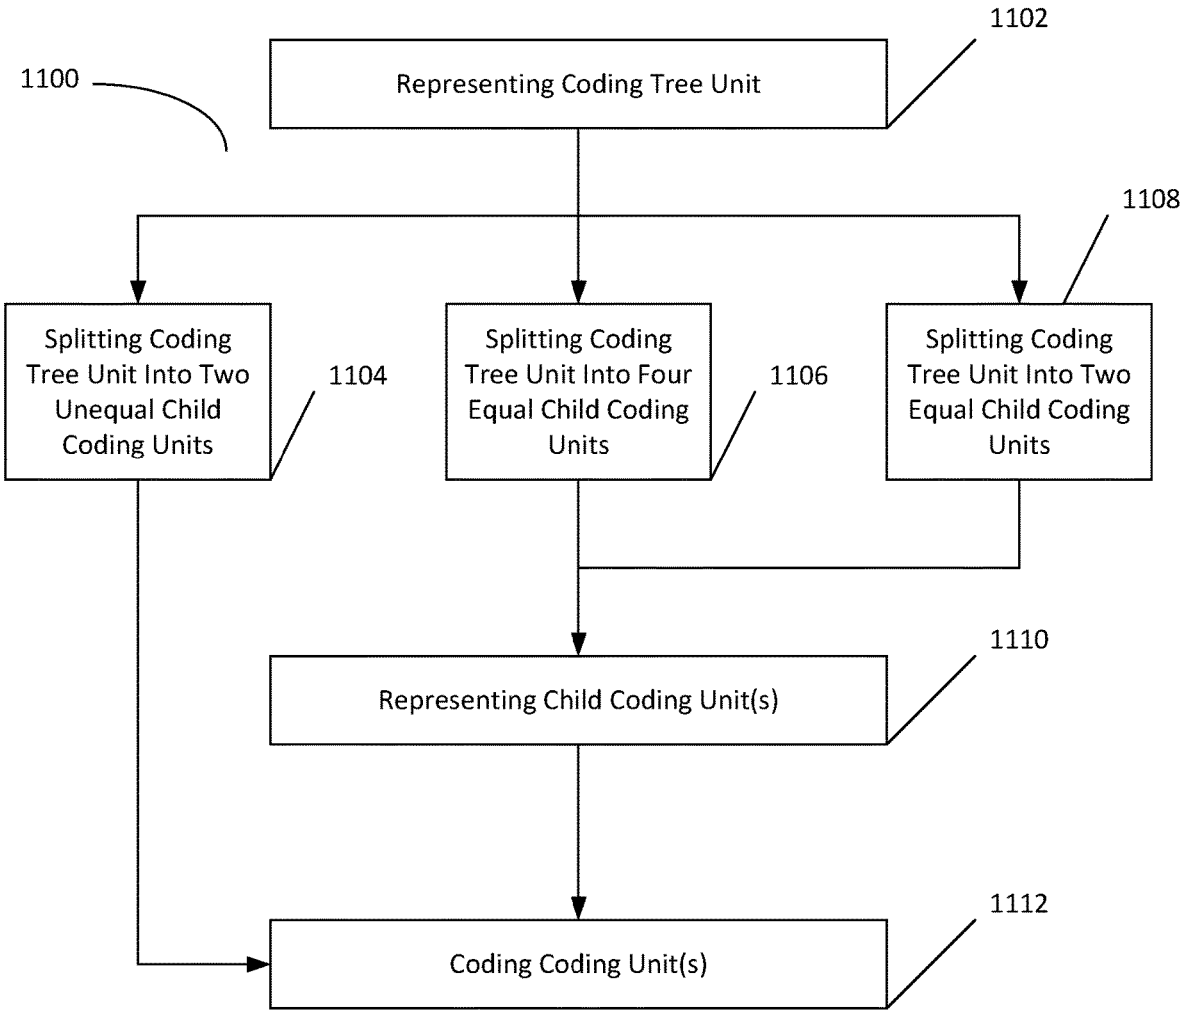 1102
Representing Coding Tree Unit
1100
1108
Splitting Coding
Tree Unit Into Two
Unequal Child
Coding Units
1104
Splitting Coding
Tree Unit Into Four
Equal Child Coding
Units
1106
Splitting Coding
Tree Unit Into Two
Equal Child Coding
Units
1110
Representing Child Coding Unit(s)
1112
Coding Coding Unit(s)